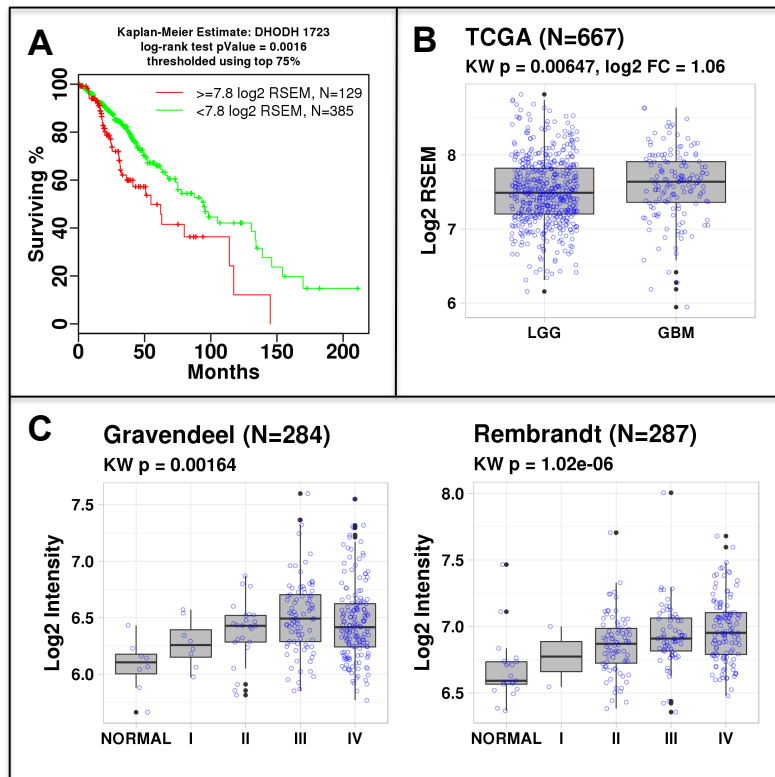 A
Kaplan-Meier Estimate: DHODH 1723
log-rank test pValue = 0.0016
thresholded using top 75%
>=7.8 log2 RSEM, N=129
<7.8 log2 RSEM, N=385
Surviving %
100
80
60
40
20
0
0 50 100 150 200
Months
B
TCGA (N=667)
KW p = 0.00647, log2 FC = 1.06
Log2 RSEM
8
7
6
LGG GBM
C
Gravendeel (N=284)
KW p = 0.00164
Log2 Intensity
7.5
7.0
6.5
6.0
NORMAL I II III IV
Rembrandt (N=287)
KW p = 1.02e-06
Log2 Intensity
8.0
7.5
7.0
6.5
NORMAL I II III IV